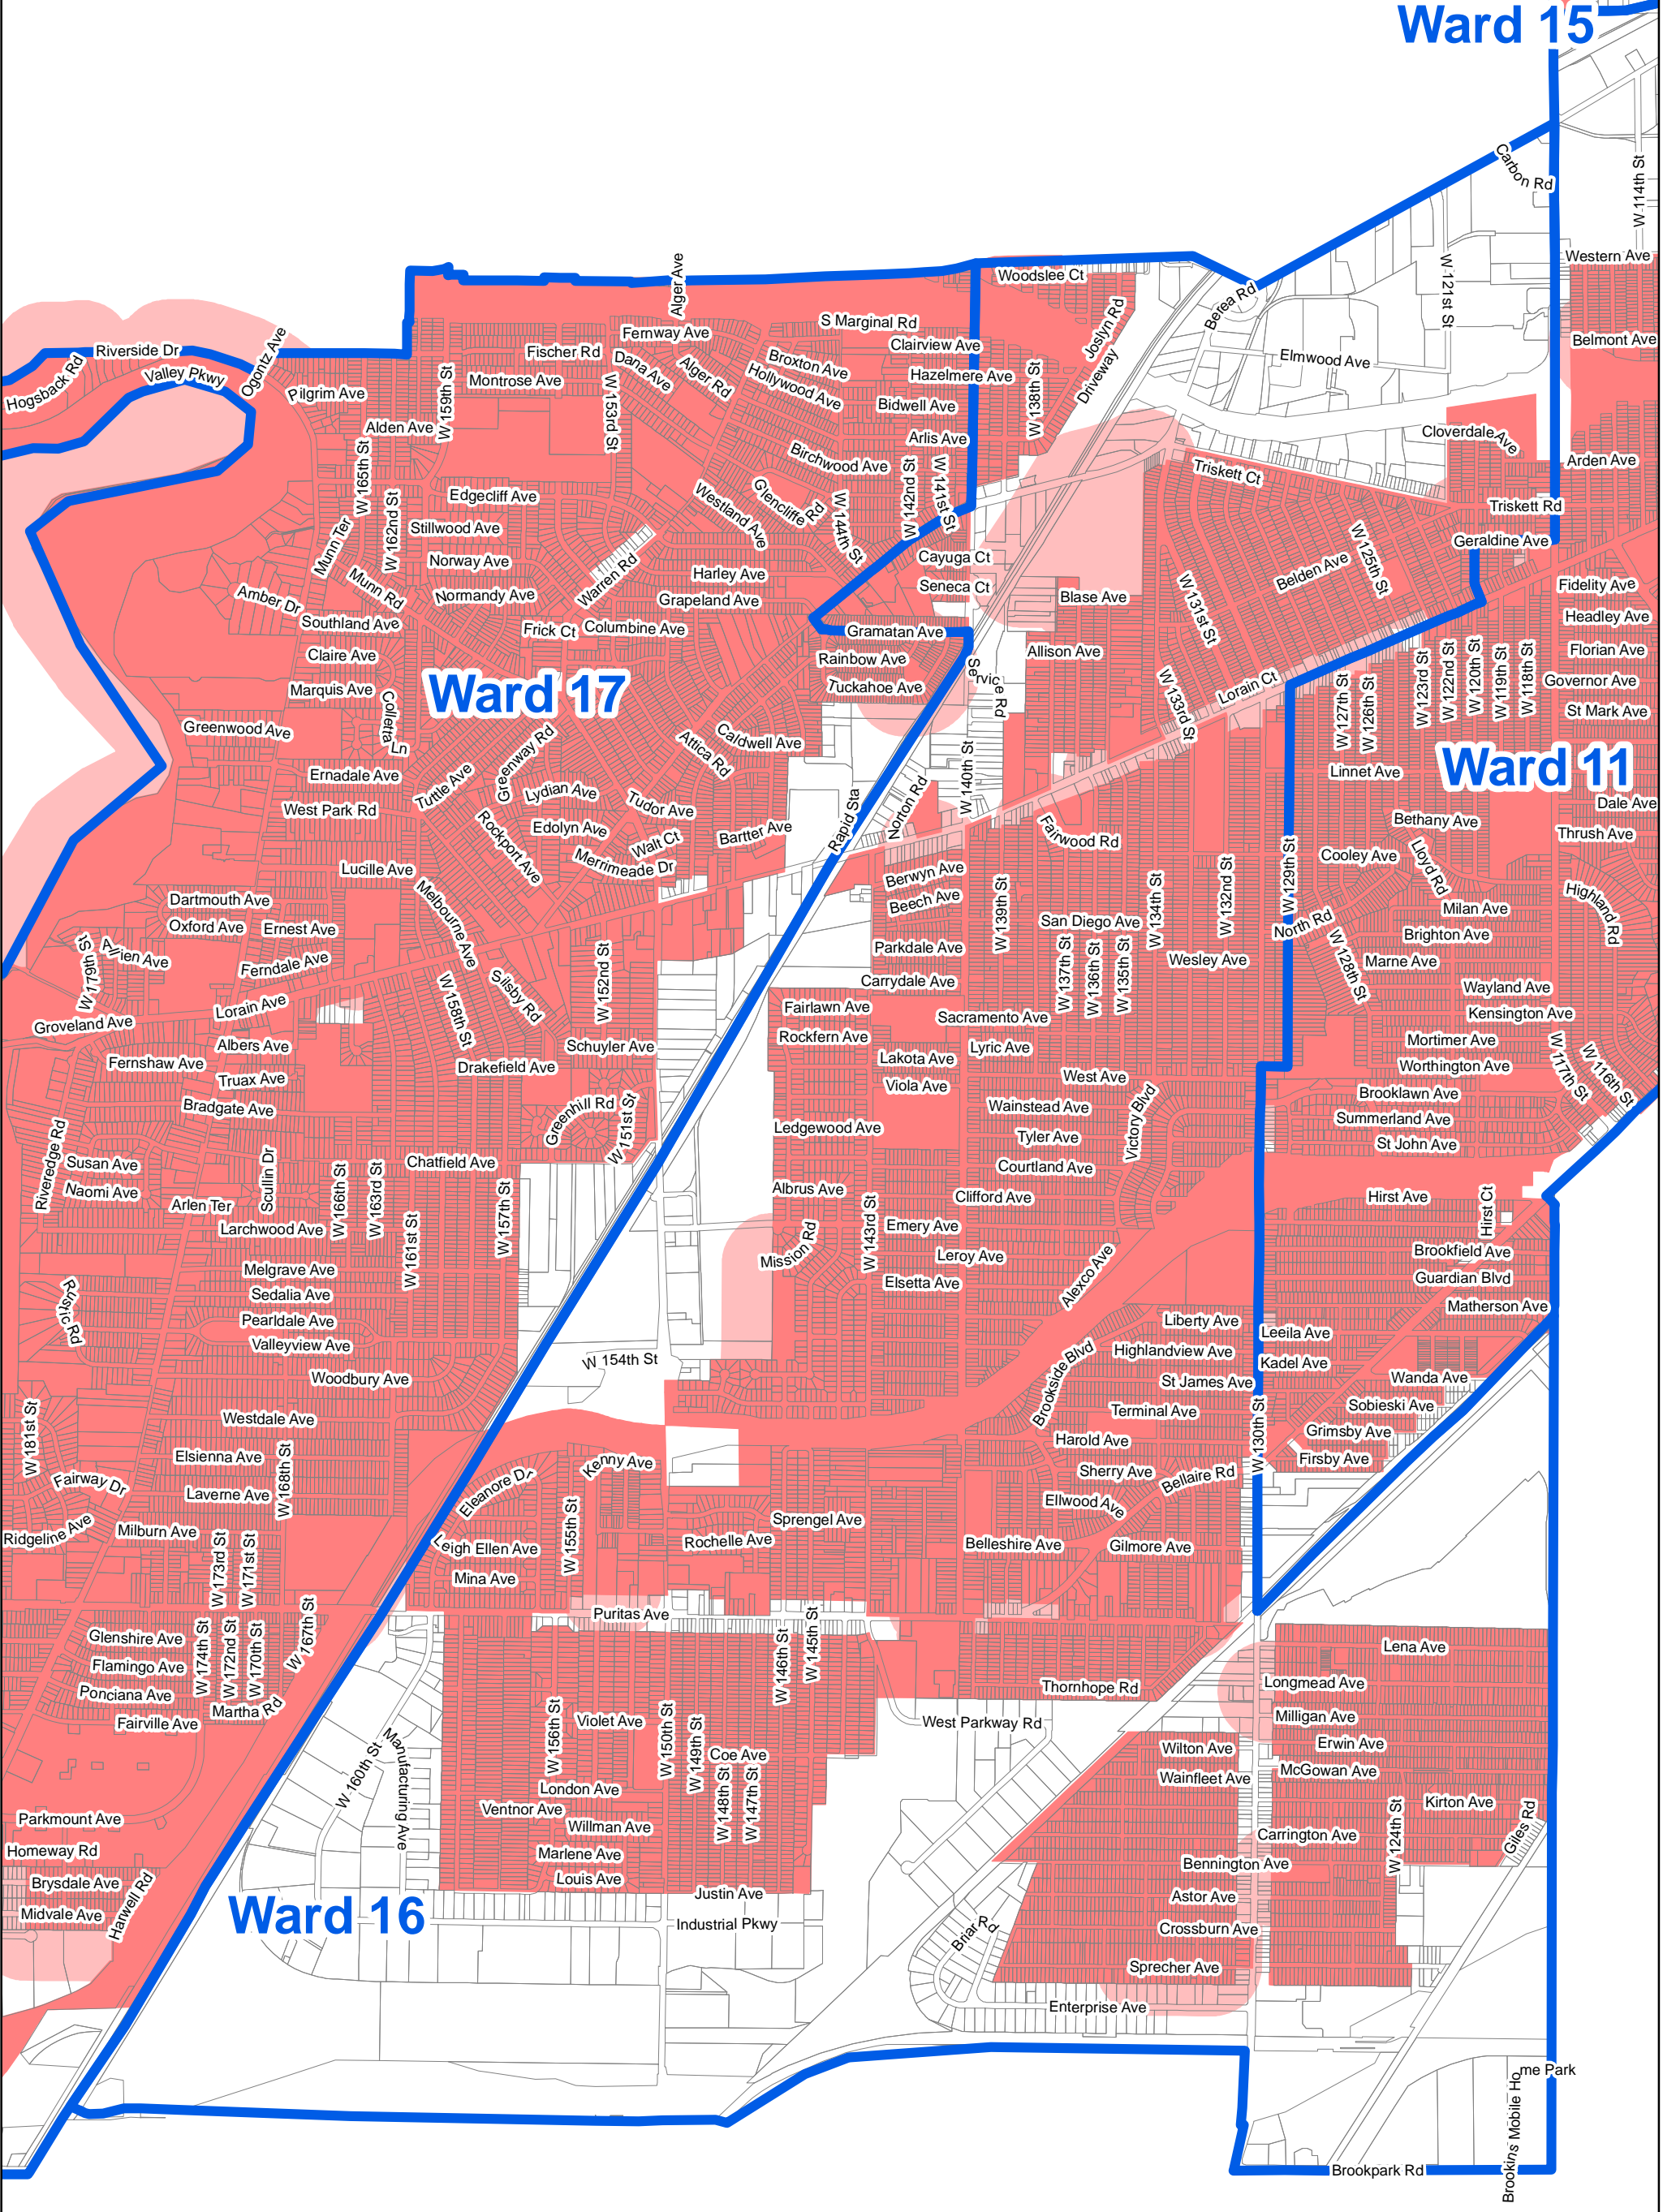 Ward 15
Carbon Rd
W 114th St
Western Ave
Woodslee Ct
Alger Ave
W 121st St
Berea Rd
Joslyn Rd
S Marginal Rd
Fernway Ave
Clairview Ave
Belmont Ave
Riverside Dr
Ogontz Ave
Fischer Rd
Dana Ave
Alger Rd
Broxton Ave
Hollywood Ave
Hazelmere Ave
W 138th St
Driveway
Elmwood Ave
Hogsback Rd
Valley Pkwy
Pilgrim Ave
W 159th St
Montrose Ave
W 153rd St
Bidwell Ave
Alden Ave
Arlis Ave
Cloverdale Ave
W 165th St
Birchwood Ave
W 142nd St
W 141st St
Triskett Ct
Arden Ave
Edgecliff Ave
Westland Ave
Glencliffe Rd
W 144th St
Triskett Rd
Munn Ter
W 162nd St
Stillwood Ave
Geraldine Ave
Norway Ave
Warren Rd
Harley Ave
Cayuga Ct
Belden Ave
W 125th St
Amber Dr
Munn Rd
Normandy Ave
Grapeland Ave
Seneca Ct
Blase Ave
W 131st St
Fidelity Ave
Southland Ave
Frick Ct
Columbine Ave
Gramatan Ave
Headley Ave
Claire Ave
Rainbow Ave
Allison Ave
Florian Ave
Marquis Ave
Ward 17
Tuckahoe Ave
Service Rd
W 133rd St
Lorain Ct
W 127th St
W 126th St
W 123rd St
W 122nd St
W 120th St
W 119th St
W 118th St
Governor Ave
Colletta Ln
St Mark Ave
Greenwood Ave
Greenway Rd
Attica Rd
Caldwell Ave
Ernadale Ave
Tuttle Ave
W 140th St
Linnet Ave
Ward 11
West Park Rd
Lydian Ave
Tudor Ave
Rapid Sta
Norton Rd
Dale Ave
Rockport Ave
Edolyn Ave
Walt Ct
Bartter Ave
Fairwood Rd
Bethany Ave
Thrush Ave
Lucille Ave
Merrimeade Dr
Berwyn Ave
W 129th St
Cooley Ave
Lloyd Rd
Dartmouth Ave
Melbourne Ave
Beech Ave
W 139th St
W 134th St
W 132nd St
Highland Rd
Oxford Ave
Ernest Ave
San Diego Ave
North Rd
Milan Ave
W 179th St
Ferndale Ave
Parkdale Ave
W 137th St
W 136th St
W 135th St
Wesley Ave
W 128th St
Brighton Ave
Marne Ave
Silsby Rd
W 152nd St
Carrydale Ave
Wayland Ave
Lorain Ave
W 158th St
Fairlawn Ave
Sacramento Ave
Kensington Ave
Groveland Ave
Rockfern Ave
Albers Ave
Schuyler Ave
Lyric Ave
Mortimer Ave
W 117th St
W 116th St
Fernshaw Ave
Drakefield Ave
Lakota Ave
Worthington Ave
Truax Ave
Viola Ave
West Ave
Brooklawn Ave
Bradgate Ave
Greenhill Rd
W 151st St
Wainstead Ave
Victory Blvd
Summerland Ave
Riveredge Rd
Ledgewood Ave
Tyler Ave
St John Ave
Susan Ave
Scullin Dr
W 166th St
W 163rd St
Chatfield Ave
Courtland Ave
Naomi Ave
Arlen Ter
W 157th St
Albrus Ave
Clifford Ave
Hirst Ave
Hirst Ct
Larchwood Ave
W 161st St
Mission Rd
W 143rd St
Emery Ave
Leroy Ave
Alexco Ave
Brookfield Ave
Melgrave Ave
Elsetta Ave
Guardian Blvd
Rustic Rd
Sedalia Ave
Matherson Ave
Pearldale Ave
Liberty Ave
Leeila Ave
Valleyview Ave
W 154th St
Brookside Blvd
Highlandview Ave
Kadel Ave
Woodbury Ave
St James Ave
Wanda Ave
Westdale Ave
Terminal Ave
W 130th St
Sobieski Ave
W 181st St
Elsienna Ave
W 168th St
Harold Ave
Grimsby Ave
Fairway Dr
Eleanore Dr
Kenny Ave
Sherry Ave
Bellaire Rd
Firsby Ave
Laverne Ave
Ellwood Ave
Ridgeline Ave
Milburn Ave
W 173rd St
W 171st St
Leigh Ellen Ave
W 155th St
Rochelle Ave
Sprengel Ave
Belleshire Ave
Gilmore Ave
Mina Ave
Puritas Ave
Glenshire Ave
W 174th St
W 172nd St
W 170th St
W 167th St
W 146th St
W 145th St
Lena Ave
Flamingo Ave
Thornhope Rd
Longmead Ave
Ponciana Ave
Martha Rd
Fairville Ave
W 156th St
Violet Ave
W 150th St
W 149th St
West Parkway Rd
Milligan Ave
Manufacturing Ave
W 160th St
Coe Ave
Wilton Ave
Erwin Ave
London Ave
W 148th St
W 147th St
Wainfleet Ave
McGowan Ave
Parkmount Ave
Ventnor Ave
Willman Ave
Kirton Ave
Giles Rd
Homeway Rd
Marlene Ave
Carrington Ave
W 124th St
Brysdale Ave
Harwell Rd
Louis Ave
Bennington Ave
Midvale Ave
Ward 16
Justin Ave
Astor Ave
Industrial Pkwy
Briar Rd
Crossburn Ave
Sprecher Ave
Enterprise Ave
Brookins Mobile Home Park
Brookpark Rd